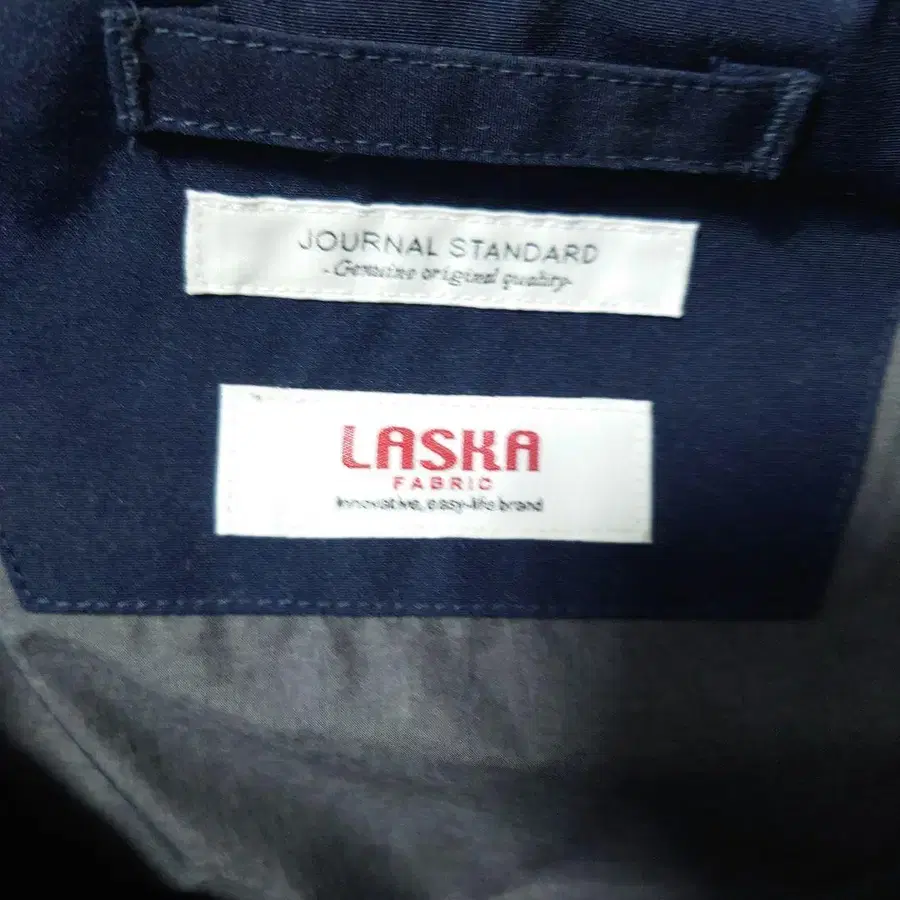 JOURNAL STANDARD
-Genuine original quality-
LASKA
FABRIC
Innovative, easy-life brand